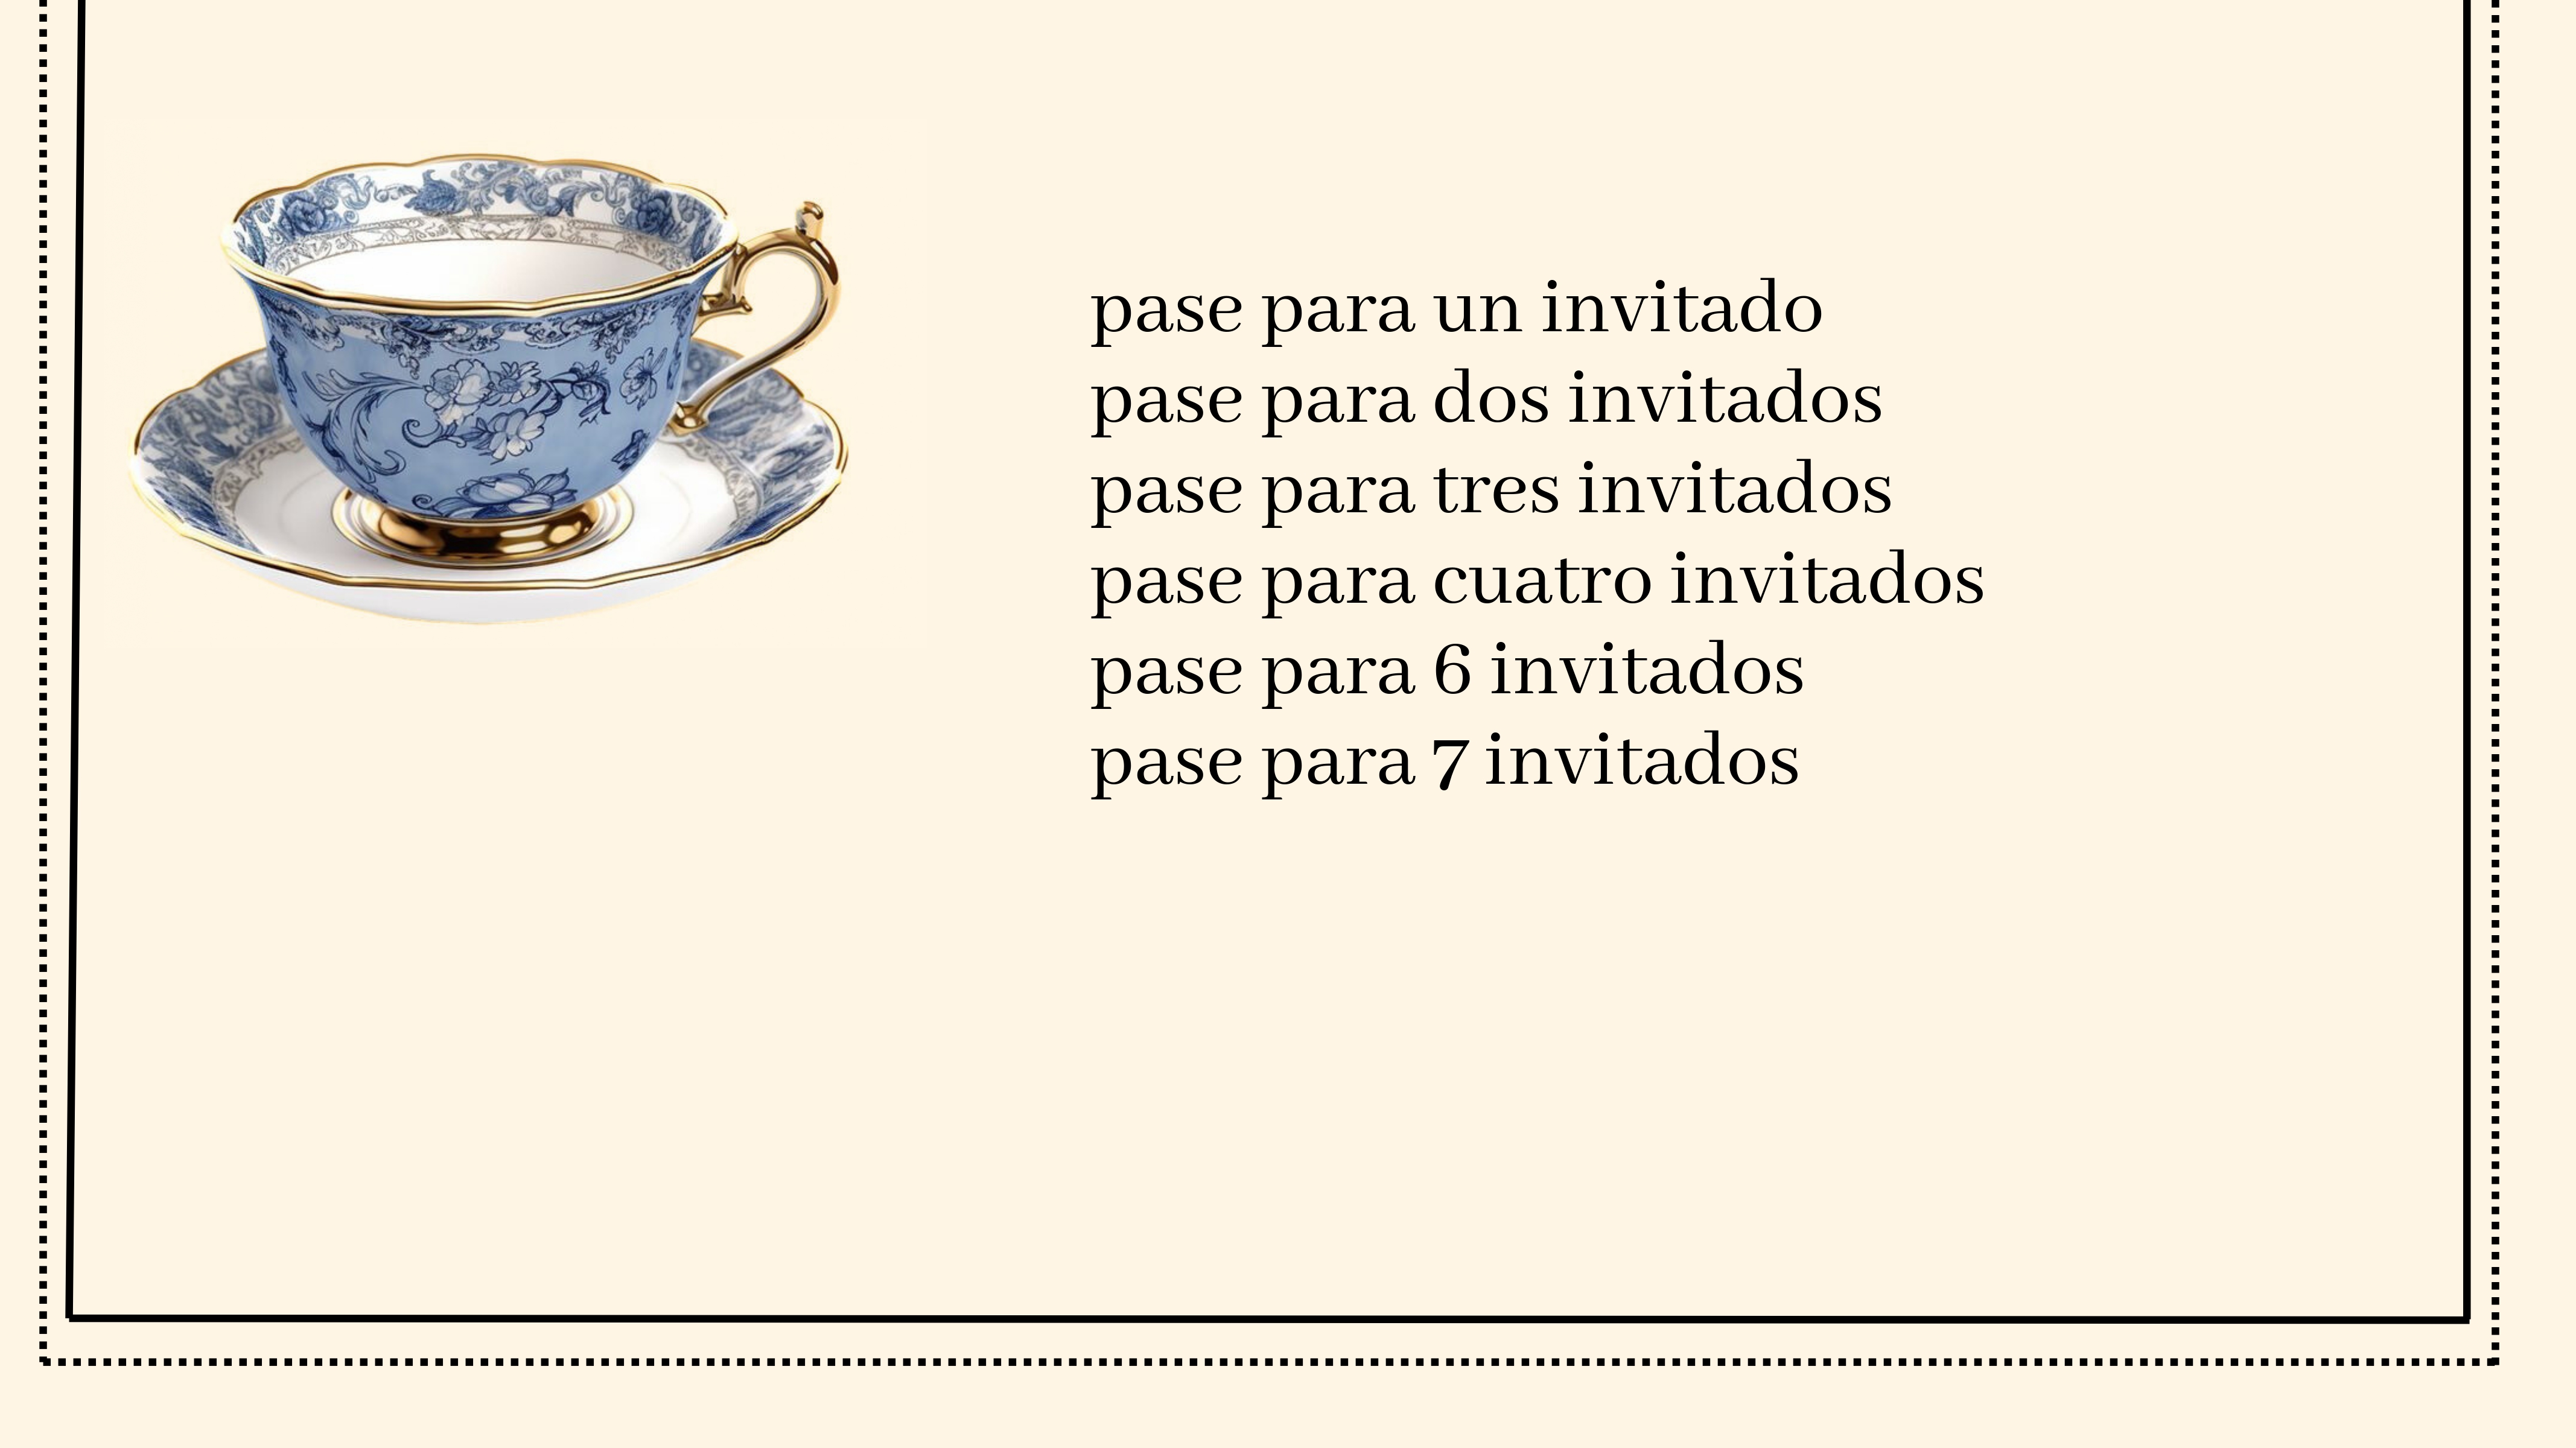 pase para un invitado
pase para dos invitados
pase para tres invitados
pase para cuatro invitados
pase para 6 invitados
pase para 7 invitados